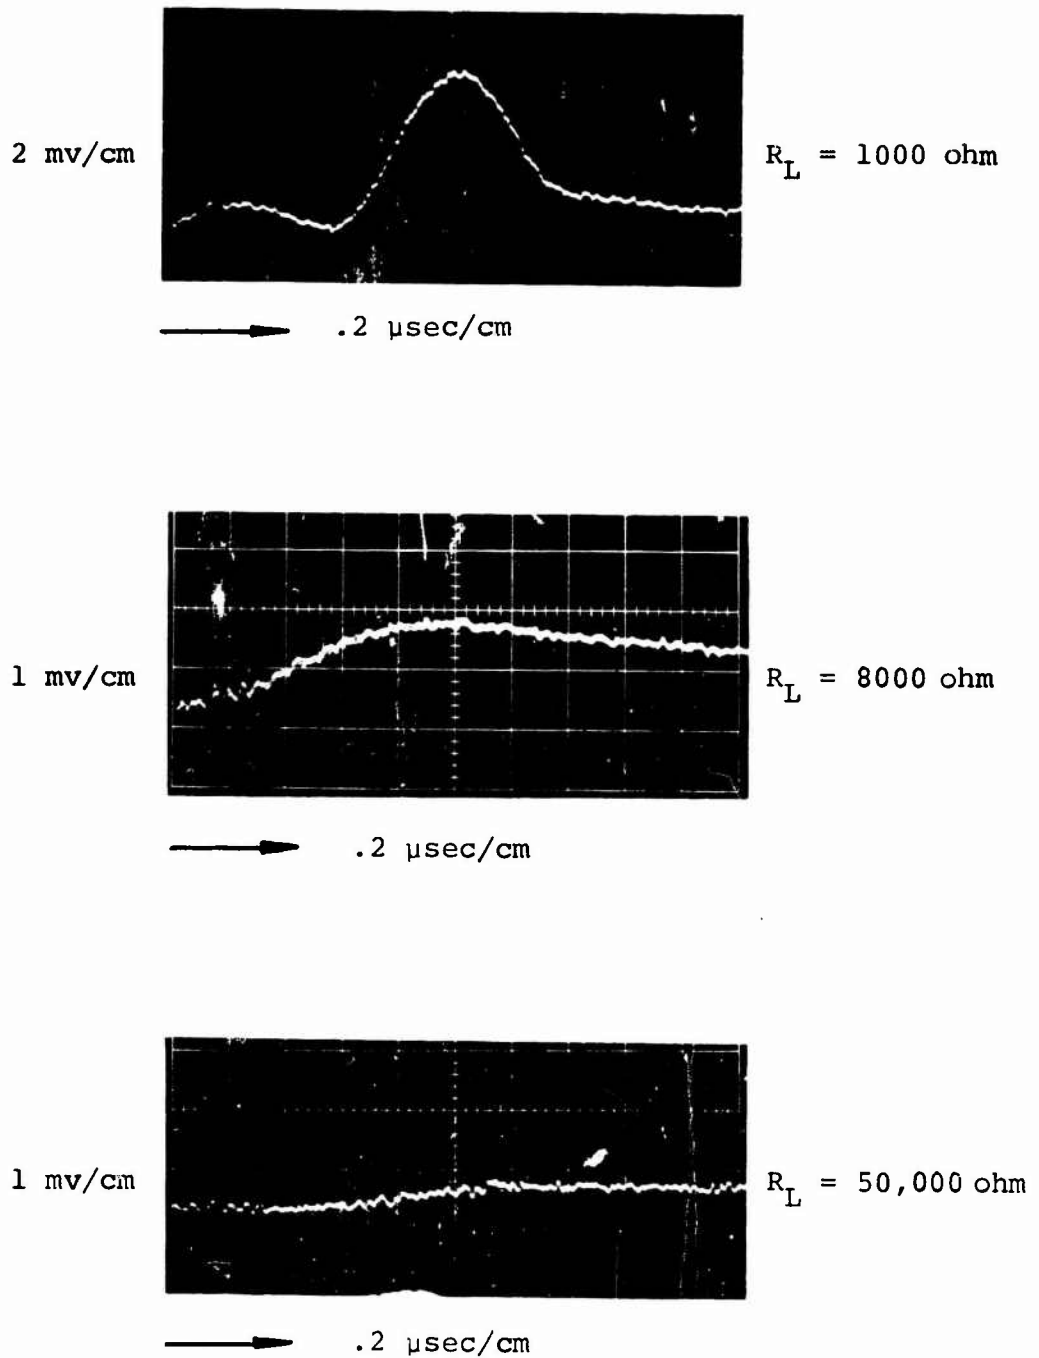 2 mv/cm
R_L = 1000 ohm
.2 μsec/cm
1 mv/cm
R_L = 8000 ohm
.2 μsec/cm
1 mv/cm
R_L = 50,000 ohm
.2 μsec/cm